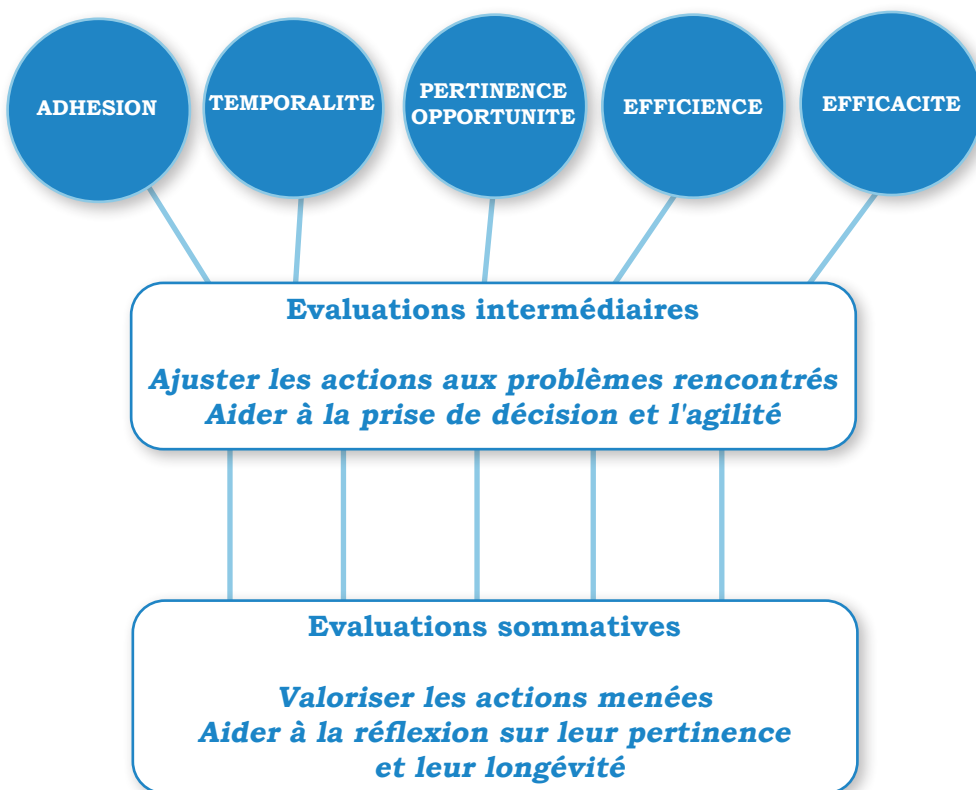 ADHESION
TEMPORALITE
PERTINENCE
OPPORTUNITE
EFFICIENCE
EFFICACITE
Evaluations intermédiaires
Ajuster les actions aux problèmes rencontrés
Aider à la prise de décision et l'agilité
Evaluations sommatives
Valoriser les actions menées
Aider à la réflexion sur leur pertinence
et leur longévité